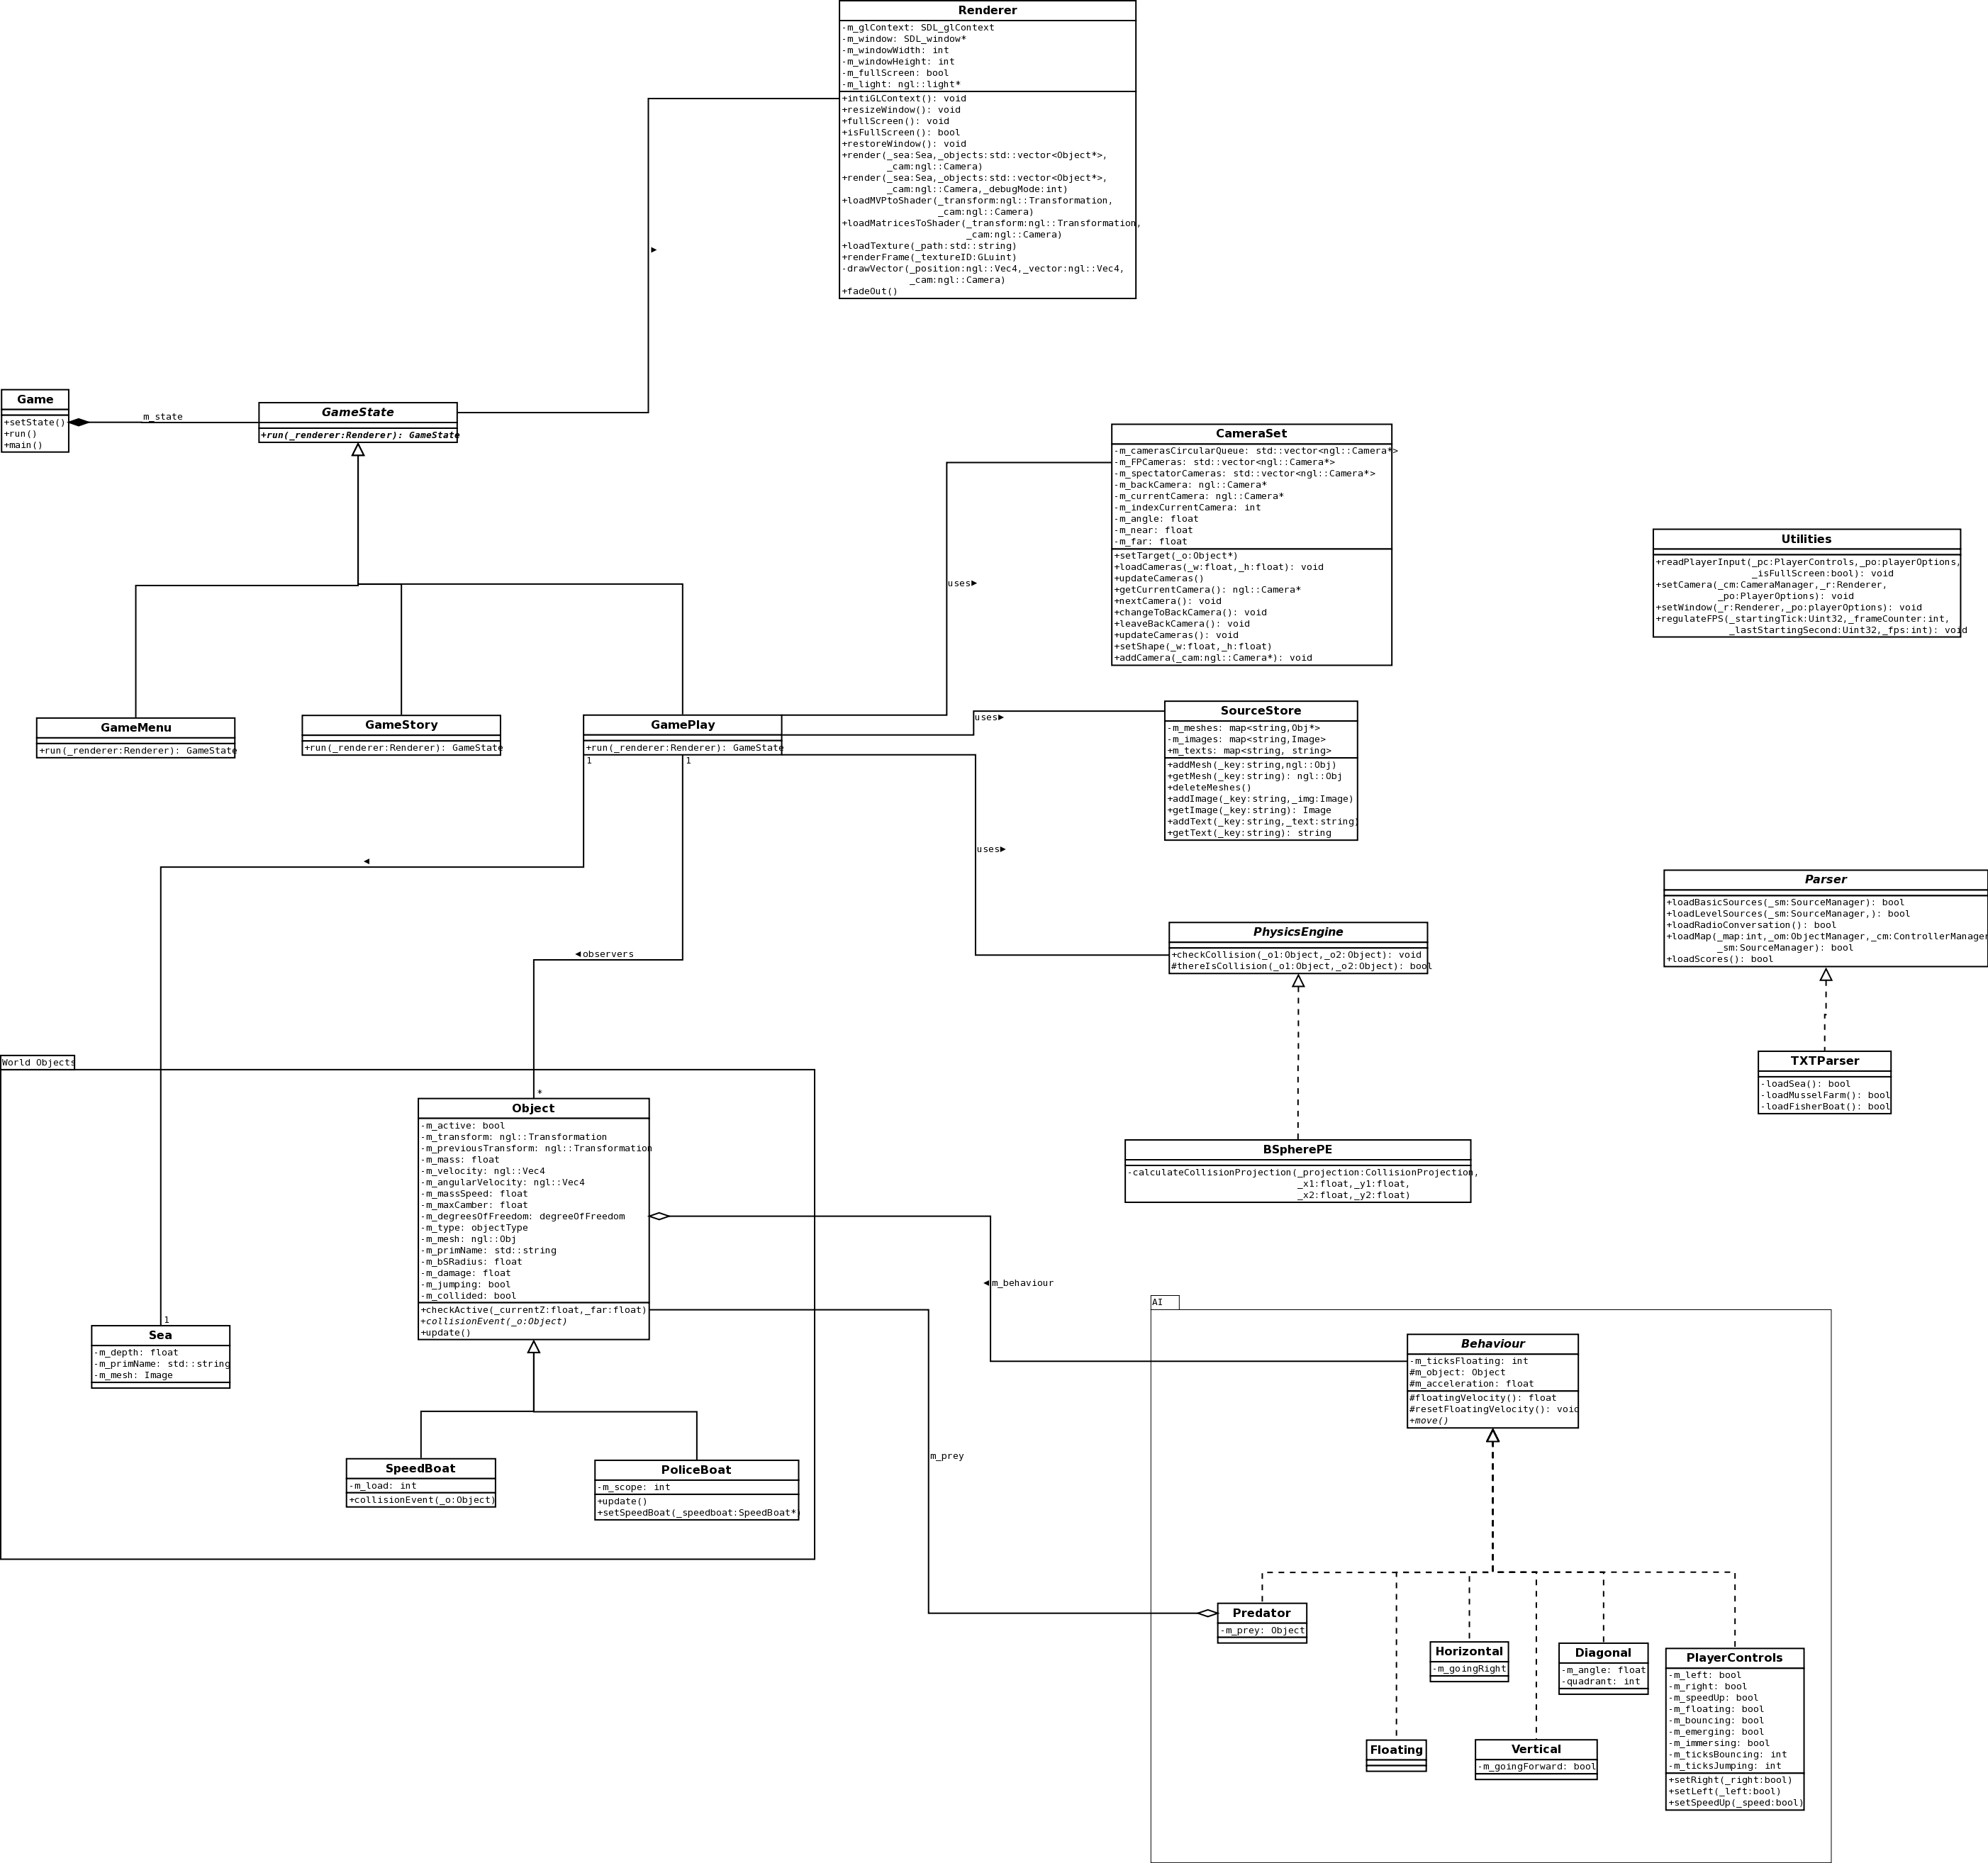 Renderer
-m_glContext: SDL_glContext
-m_window: SDL_window*
-m_windowWidth: int
-m_windowHeight: int
-m_fullScreen: bool
-m_light: ngl::light*
+intiGLContext(): void
+resizeWindow(): void
+fullScreen(): void
+isFullScreen(): bool
+restoreWindow(): void
+render(_sea:Sea,_objects:std::vector<Object*>,
_cam:ngl::Camera)
+render(_sea:Sea,_objects:std::vector<Object*>,
_cam:ngl::Camera,_debugMode:int)
+loadMVPtoShader(_transform:ngl::Transformation,
_cam:ngl::Camera)
+loadMatricesToShader(_transform:ngl::Transformation,
_cam:ngl::Camera)
+loadTexture(_path:std::string)
+renderFrame(_textureID:GLuint)
-drawVector(_position:ngl::Vec4,_vector:ngl::Vec4,
_cam:ngl::Camera)
+fadeOut()
Game
+setState()
+run()
+main()
m_state
GameState
+run(_renderer:Renderer): GameState
CameraSet
-m_camerasCircularQueue: std::vector<ngl::Camera*>
-m_FPCameras: std::vector<ngl::Camera*>
-m_spectatorCameras: std::vector<ngl::Camera*>
-m_backCamera: ngl::Camera*
-m_currentCamera: ngl::Camera*
-m_indexCurrentCamera: int
-m_angle: float
-m_near: float
-m_far: float
+setTarget(_o:Object*)
+loadCameras(_w:float,_h:float): void
+updateCameras()
+getCurrentCamera(): ngl::Camera*
+nextCamera(): void
+changeToBackCamera(): void
+leaveBackCamera(): void
+updateCameras(): void
+setShape(_w:float,_h:float)
+addCamera(_cam:ngl::Camera*): void
uses
Utilities
+readPlayerInput(_pc:PlayerControls,_po:playerOptions,
_isFullScreen:bool): void
+setCamera(_cm:CameraManager,_r:Renderer,
_po:PlayerOptions): void
+setWindow(_r:Renderer,_po:playerOptions): void
+regulateFPS(_startingTick:Uint32,_frameCounter:int,
_lastStartingSecond:Uint32,_fps:int): void
GameMenu
+run(_renderer:Renderer): GameState
GameStory
+run(_renderer:Renderer): GameState
GamePlay
+run(_renderer:Renderer): GameState
1
1
uses
SourceStore
-m_meshes: map<string,Obj*>
-m_images: map<string,Image>
+m_texts: map<string, string>
+addMesh(_key:string,ngl::Obj)
+getMesh(_key:string): ngl::Obj
+deleteMeshes()
+addImage(_key:string,_img:Image)
+getImage(_key:string): Image
+addText(_key:string,_text:string)
+getText(_key:string): string
uses
Parser
+loadBasicSources(_sm:SourceManager): bool
+loadLevelSources(_sm:SourceManager,): bool
+loadRadioConversation(): bool
+loadMap(_map:int,_om:ObjectManager,_cm:ControllerManager
_sm:SourceManager): bool
+loadScores(): bool
PhysicsEngine
+checkCollision(_o1:Object,_o2:Object): void
#thereIsCollision(_o1:Object,_o2:Object): bool
observers
TXTParser
-loadSea(): bool
-loadMusselFarm(): bool
-loadFisherBoat(): bool
World Objects
*
Object
-m_active: bool
-m_transform: ngl::Transformation
-m_previousTransform: ngl::Transformation
-m_mass: float
-m_velocity: ngl::Vec4
-m_angularVelocity: ngl::Vec4
-m_massSpeed: float
-m_maxCamber: float
-m_degreesOfFreedom: degreeOfFreedom
-m_type: objectType
-m_mesh: ngl::Obj
-m_primName: std::string
-m_bSRadius: float
-m_damage: float
-m_jumping: bool
-m_collided: bool
+checkActive(_currentZ:float,_far:float)
+collisionEvent(_o:Object)
+update()
BSpherePE
-calculateCollisionProjection(_projection:CollisionProjection,
_x1:float,_y1:float,
_x2:float,_y2:float)
m_behaviour
1
Sea
-m_depth: float
-m_primName: std::string
-m_mesh: Image
AI
Behaviour
-m_ticksFloating: int
#m_object: Object
#m_acceleration: float
#floatingVelocity(): float
#resetFloatingVelocity(): void
+move()
m_prey
SpeedBoat
-m_load: int
+collisionEvent(_o:Object)
PoliceBoat
-m_scope: int
+update()
+setSpeedBoat(_speedboat:SpeedBoat*)
Predator
-m_prey: Object
Horizontal
-m_goingRight
Diagonal
-m_angle: float
-quadrant: int
PlayerControls
-m_left: bool
-m_right: bool
-m_speedUp: bool
-m_floating: bool
-m_bouncing: bool
-m_emerging: bool
-m_immersing: bool
-m_ticksBouncing: int
-m_ticksJumping: int
+setRight(_right:bool)
+setLeft(_left:bool)
+setSpeedUp(_speed:bool)
Floating
Vertical
-m_goingForward: bool